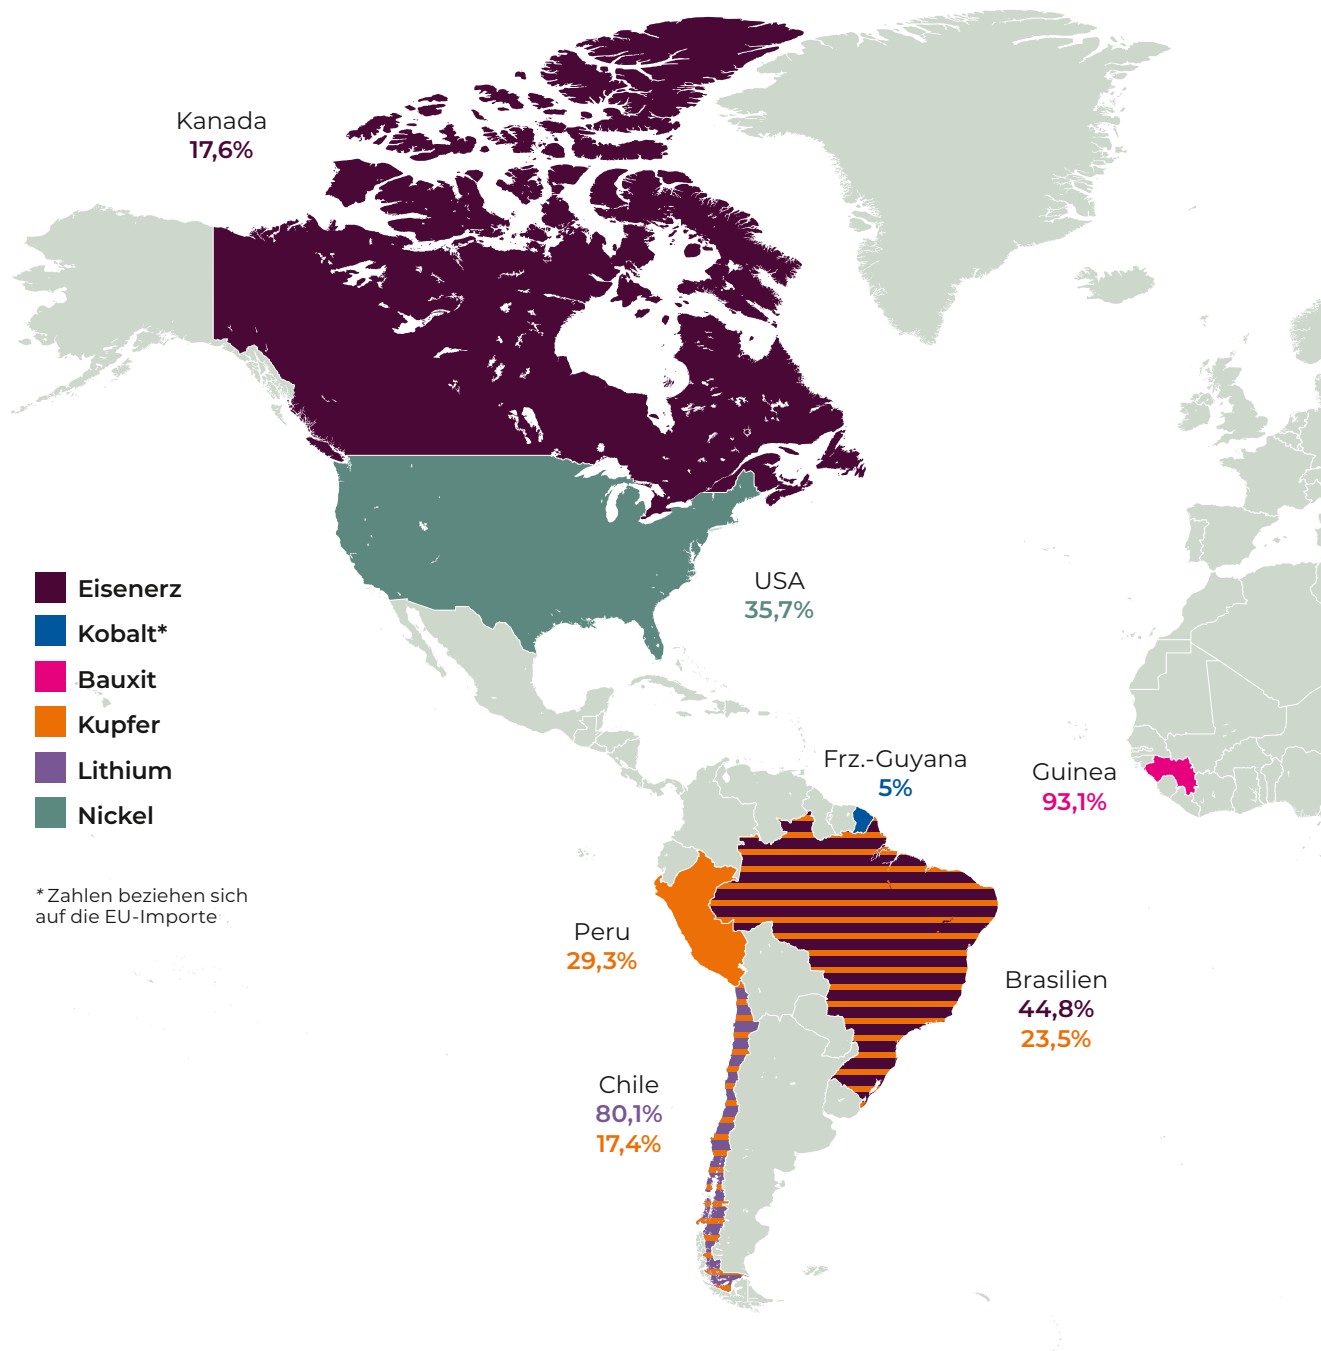 Kanada
17,6%
USA
35,7%
Eisenerz
Kobalt*
Bauxit
Kupfer
Lithium
Nickel
* Zahlen beziehen sich
auf die EU-Importe
Frz.-Guyana
5%
Guinea
93,1%
Peru
29,3%
Brasilien
44,8%
23,5%
Chile
80,1%
17,4%